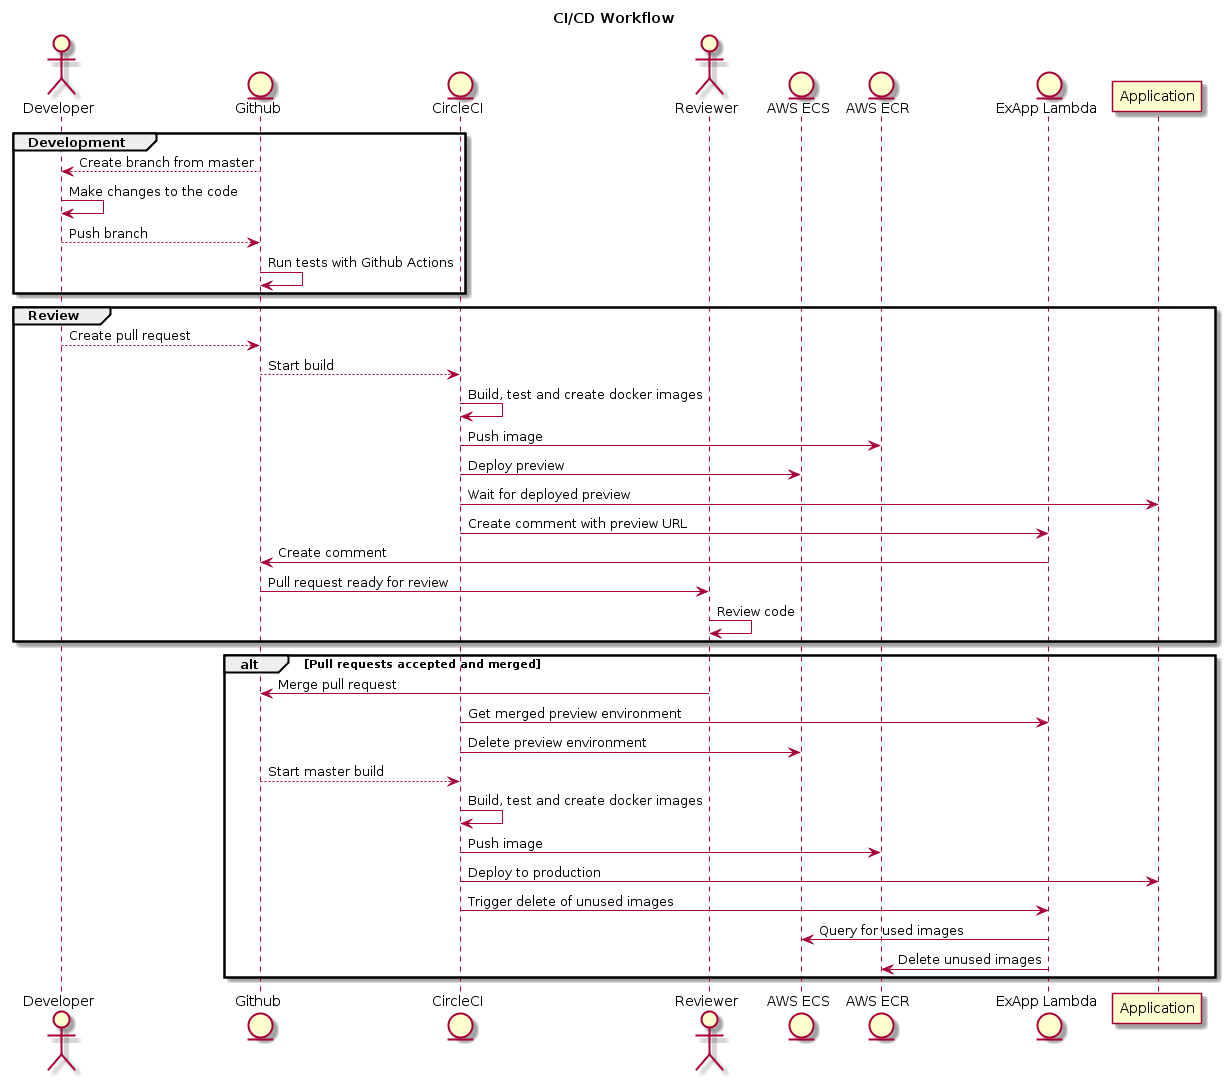 CI/CD Workflow
Developer
Github
CircleCI
Reviewer
AWS ECS
AWS ECR
ExApp Lambda
Application
Development
Create branch from master
Make changes to the code
Push branch
Run tests with Github Actions
Review
Create pull request
Start build
Build, test and create docker images
Push image
Deploy preview
Wait for deployed preview
Create comment with preview URL
Create comment
Pull request ready for review
Review code
alt [Pull requests accepted and merged]
Merge pull request
Get merged preview environment
Delete preview environment
Start master build
Build, test and create docker images
Push image
Deploy to production
Trigger delete of unused images
Query for used images
Delete unused images
Developer
Github
CircleCI
Reviewer
AWS ECS
AWS ECR
ExApp Lambda
Application